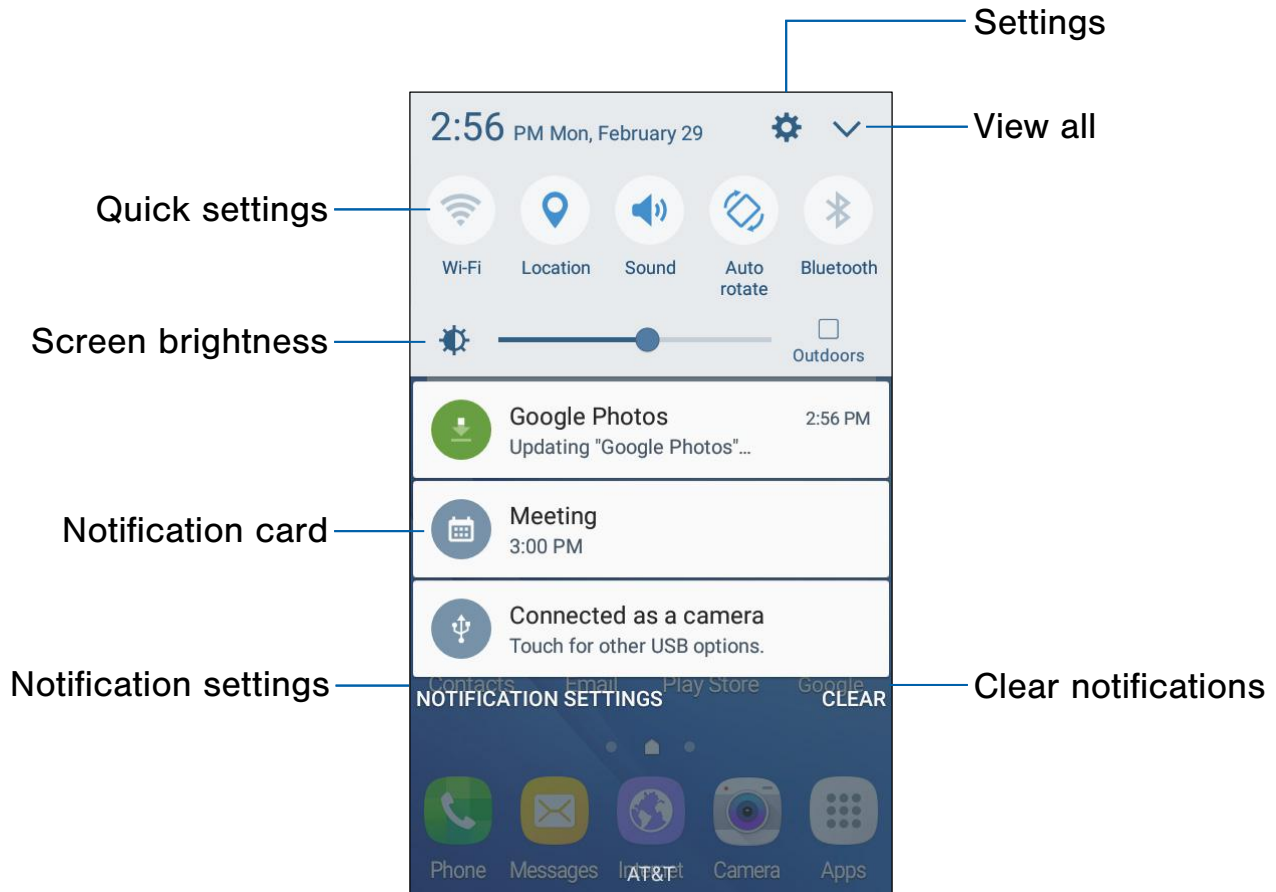 Settings
2:56 PM Mon, February 29
View all
Quick settings
Wi-Fi Location Sound Auto rotate Bluetooth
Screen brightness
Outdoors
Google Photos 2:56 PM
Updating "Google Photos"...
Notification card
Meeting
3:00 PM
Connected as a camera
Touch for other USB options.
Notification settings
Contacts Email Play Store Google
NOTIFICATION SETTINGS CLEAR
Clear notifications
Phone Messages Internet Camera Apps
AT&T